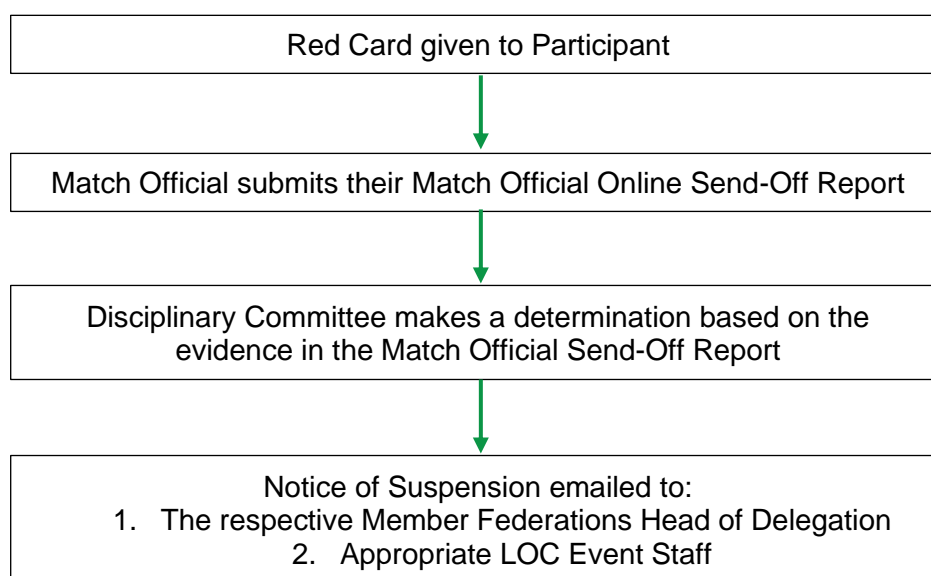 Red Card given to Participant
Match Official submits their Match Official Online Send-Off Report
Disciplinary Committee makes a determination based on the
evidence in the Match Official Send-Off Report
Notice of Suspension emailed to:
1. The respective Member Federations Head of Delegation
2. Appropriate LOC Event Staff